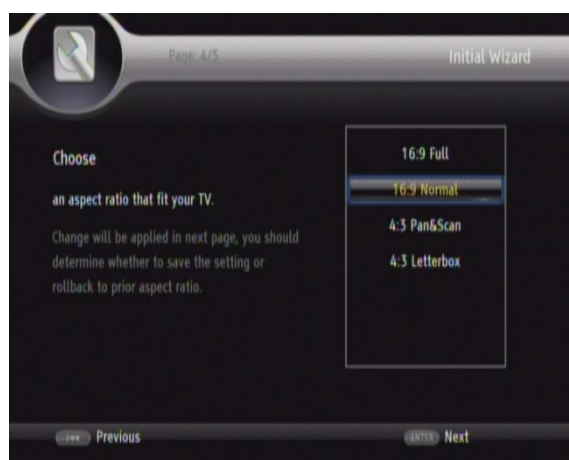 Page: 4/5
Initial Wizard
Choose
an aspect ratio that fit your TV.
Change will be applied in next page, you should
determine whether to save the setting or
rollback to prior aspect ratio.
16:9 Full
16:9 Normal
4:3 Pan&Scan
4:3 Letterbox
Previous
ENTER Next